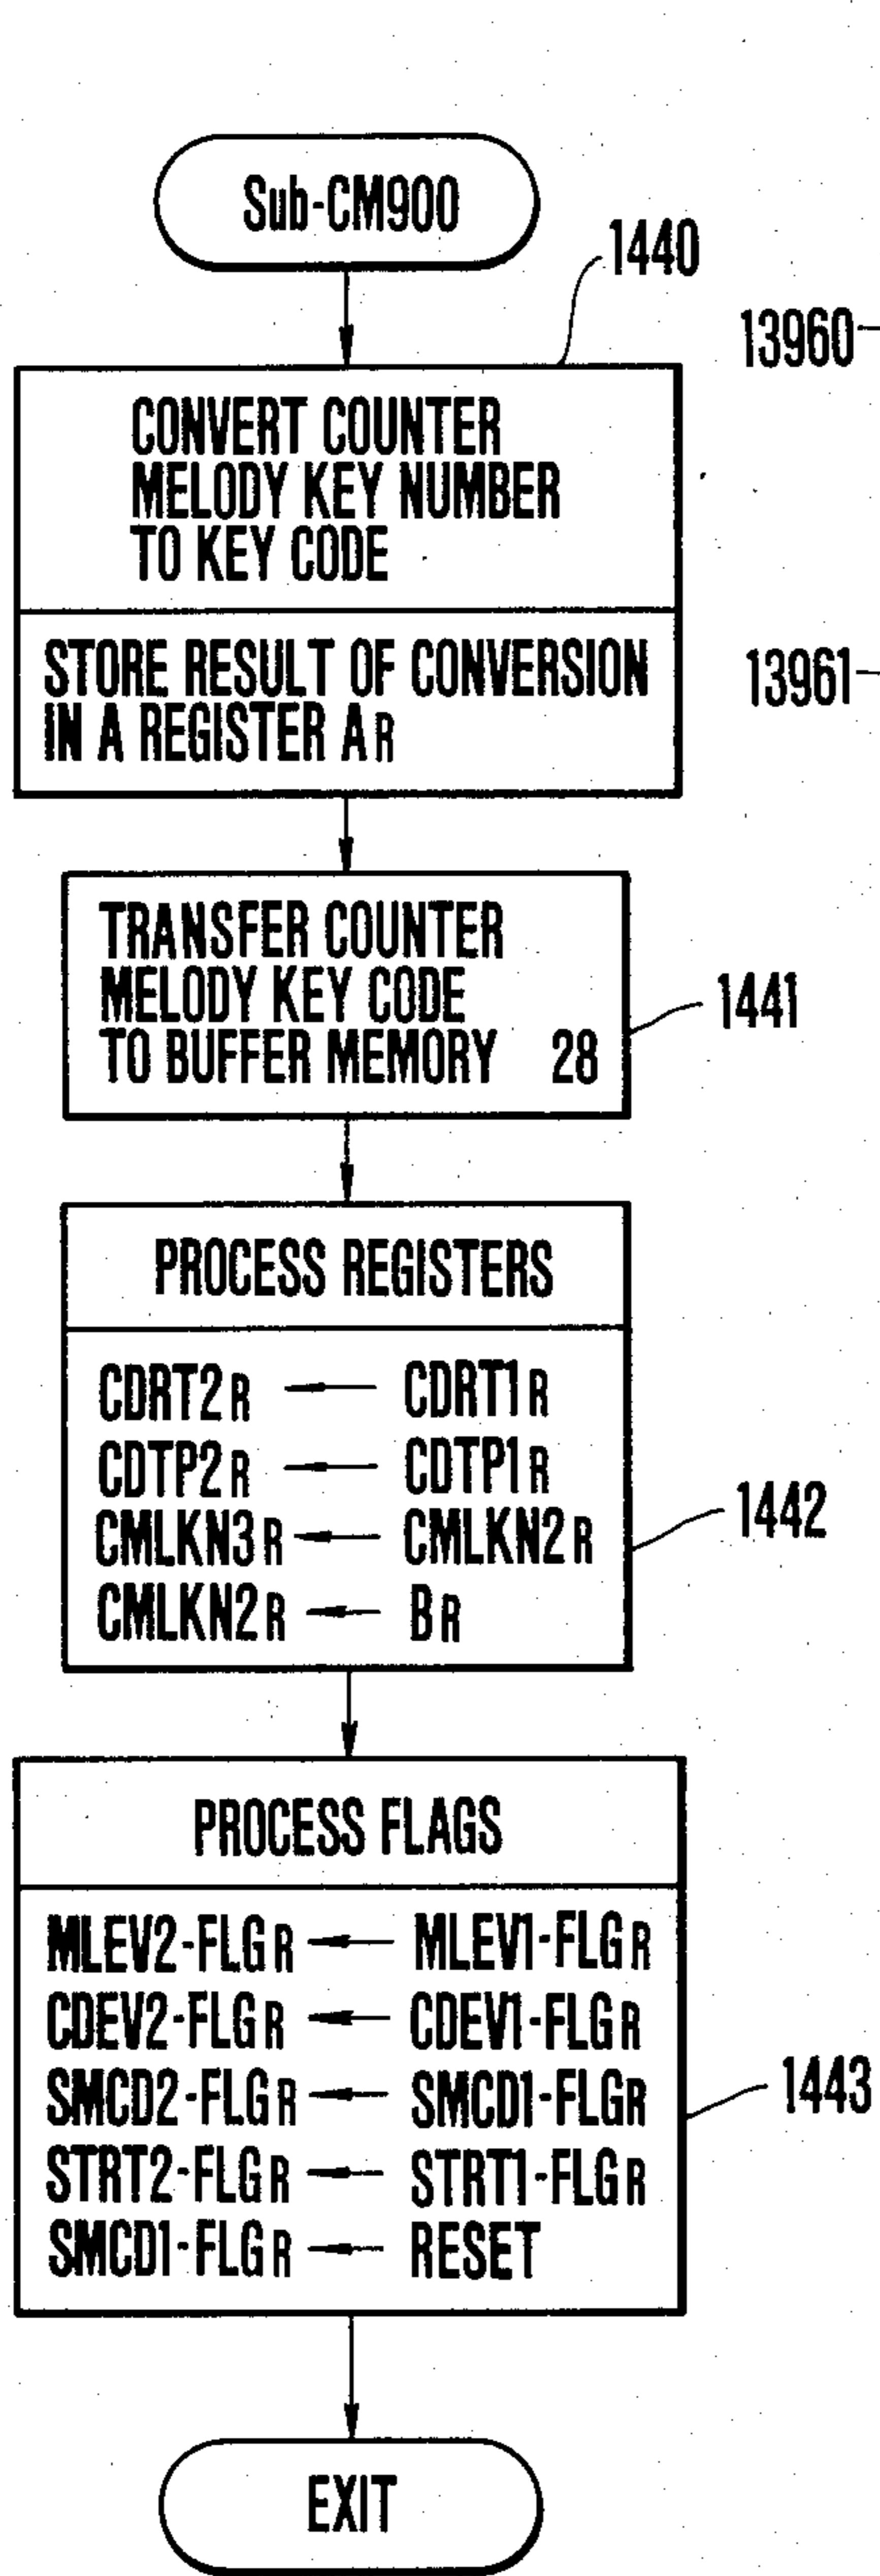 Sub-CM900
1440
13960
CONVERT COUNTER
MELODY KEY NUMBER
TO KEY CODE
STORE RESULT OF CONVERSION
IN A REGISTER AR
13961
TRANSFER COUNTER
MELODY KEY CODE
TO BUFFER MEMORY 28
1441
PROCESS REGISTERS
CDRT2R ← CDRT1R
CDTP2R ← CDTP1R
CMLKN3R ← CMLKN2R
CMLKN2R ← BR
1442
PROCESS FLAGS
MLEV2-FLGR ← MLEV1-FLGR
CDEV2-FLGR ← CDEV1-FLGR
SMCD2-FLGR ← SMCD1-FLGR
STRT2-FLGR ← STRT1-FLGR
SMCD1-FLGR ← RESET
1443
EXIT